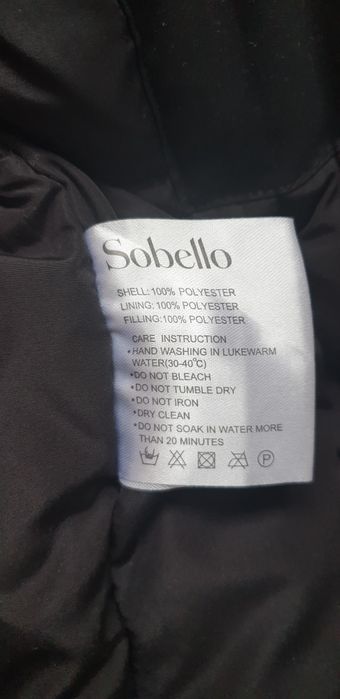 Sobello
SHELL: 100% POLYESTER
LINING: 100% POLYESTER
FILLING:100% POLYESTER
CARE INSTRUCTION
•HAND WASHING IN LUKEWARM
WATER(30-40℃)
•DO NOT BLEACH
•DO NOT TUMBLE DRY
•DO NOT IRON
•DRY CLEAN
•DO NOT SOAK IN WATER MORE
THAN 20 MINUTES
P